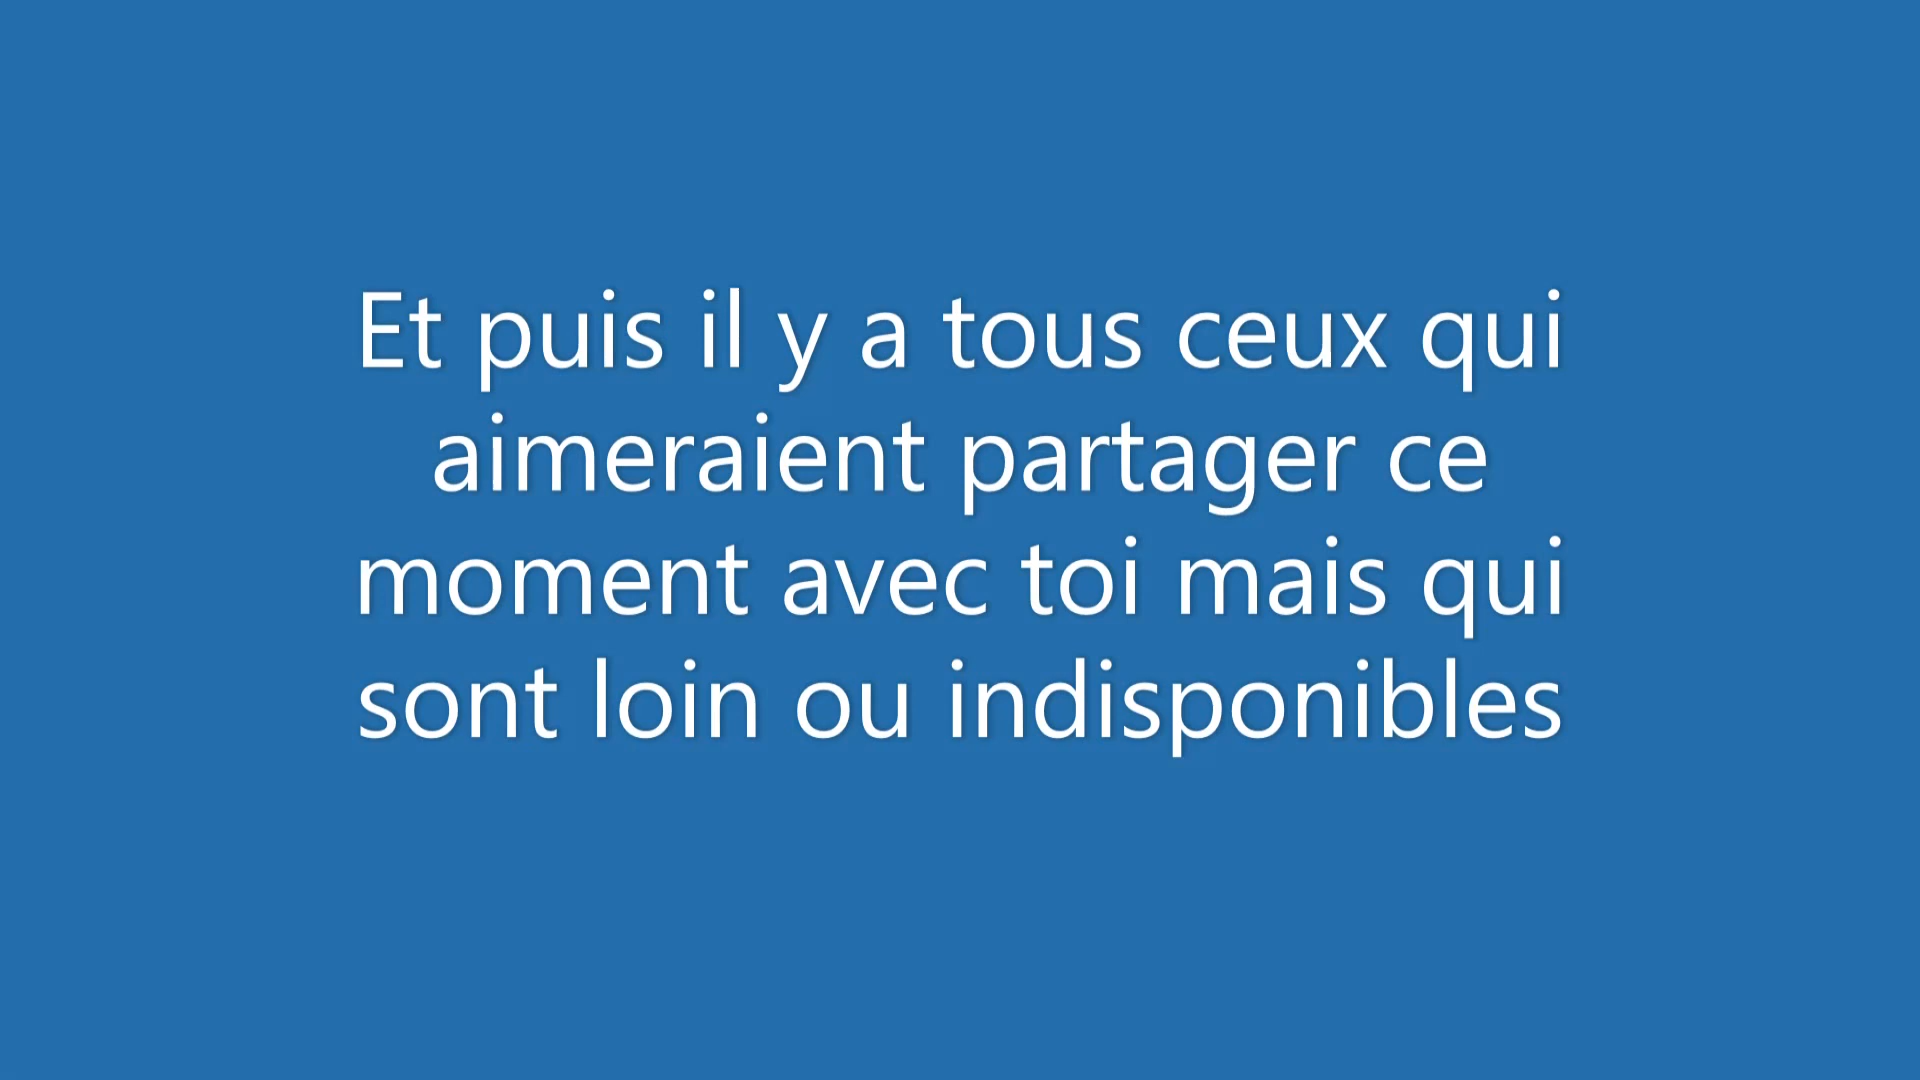 Et puis il y a tous ceux qui
aimeraient partager ce
moment avec toi mais qui
sont loin ou indisponibles